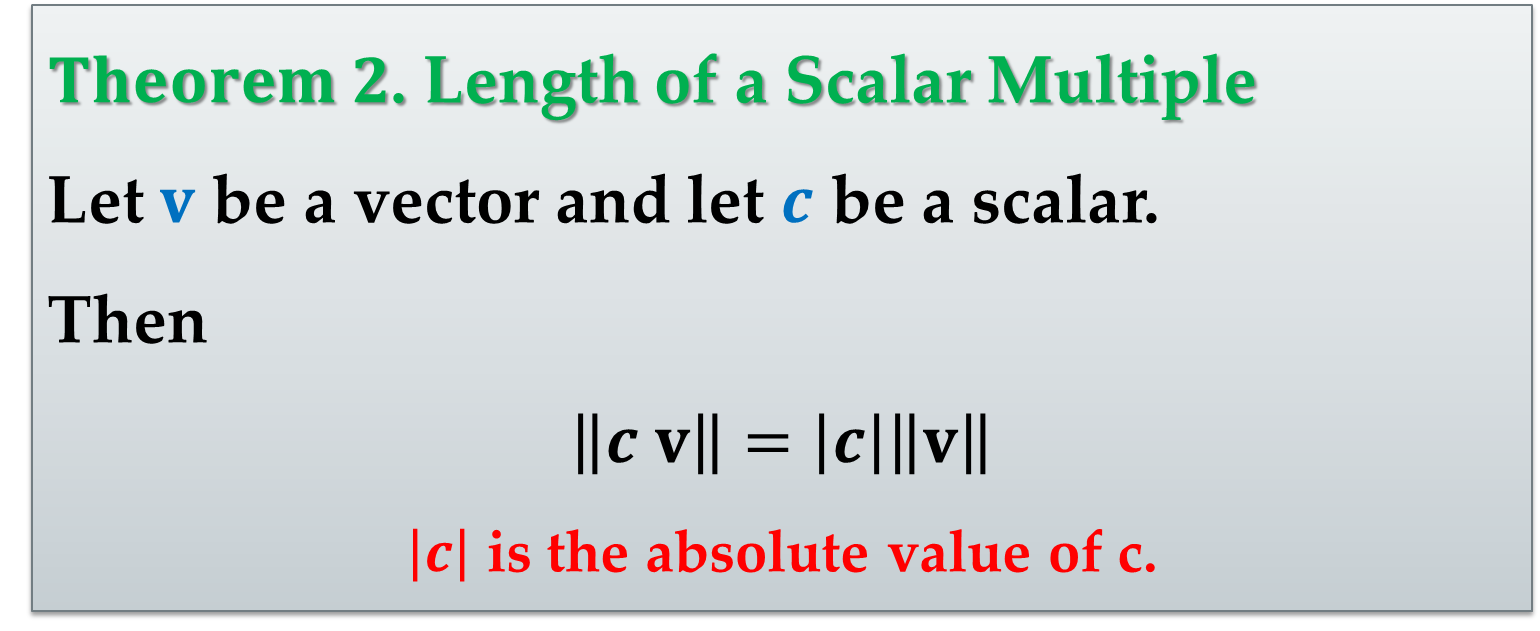 Theorem 2. Length of a Scalar Multiple
Let v be a vector and let c be a scalar.
Then
‖c v‖ = |c|‖v‖
|c| is the absolute value of c.